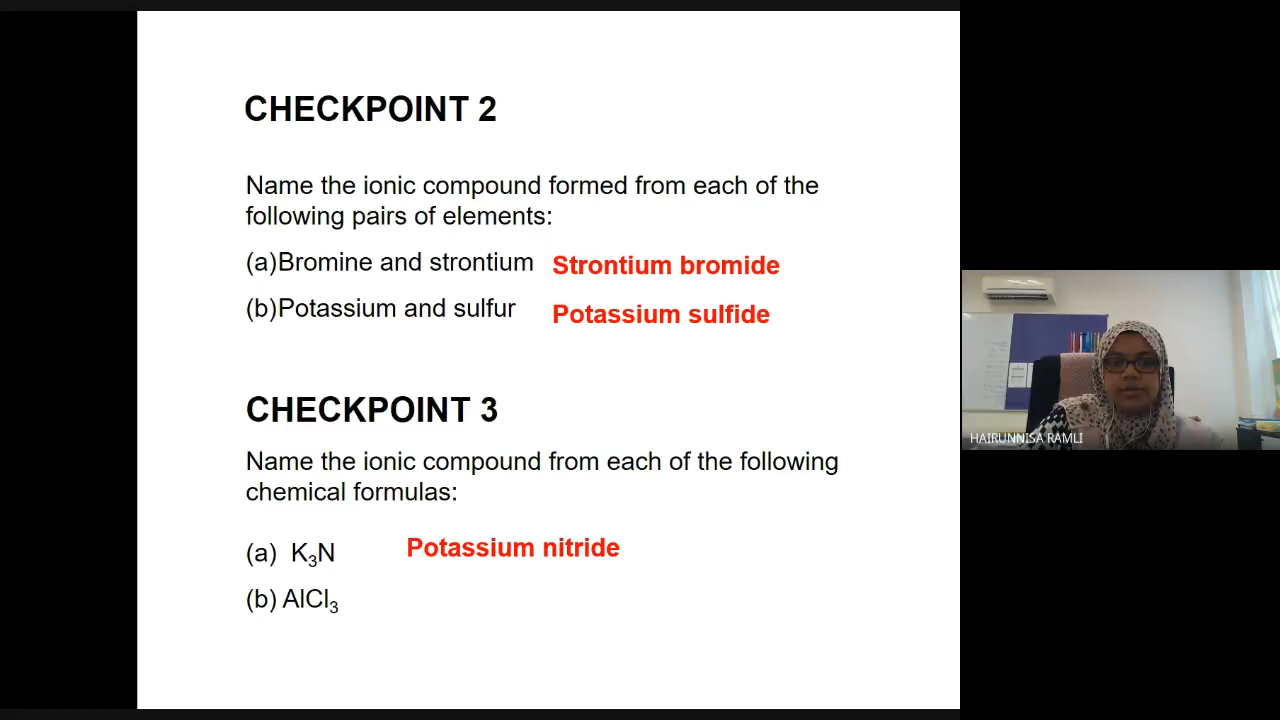 CHECKPOINT 2
Name the ionic compound formed from each of the
following pairs of elements:
(a)Bromine and strontium Strontium bromide
(b)Potassium and sulfur Potassium sulfide
CHECKPOINT 3
Name the ionic compound from each of the following
chemical formulas:
(a) K₃N Potassium nitride
(b) AlCl₃
HAIRUNNISA RAMLI